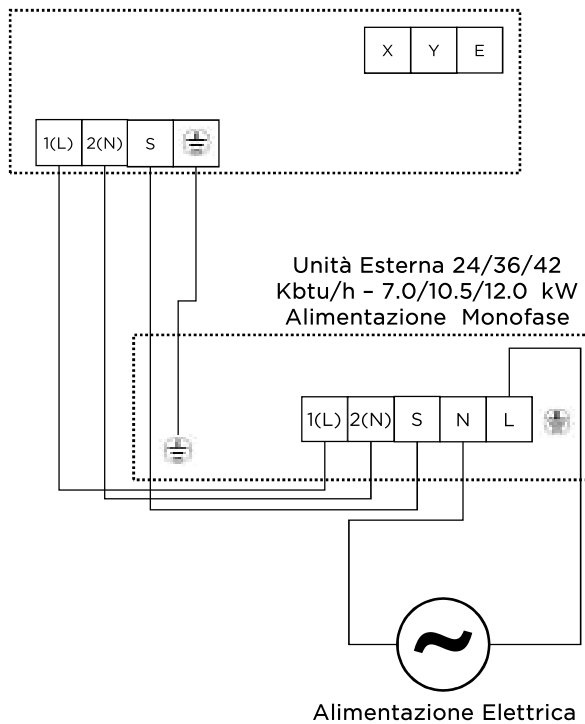 X Y E
1(L) 2(N) S
Unità Esterna 24/36/42
Kbtu/h – 7.0/10.5/12.0 kW
Alimentazione Monofase
1(L) 2(N) S N L
Alimentazione Elettrica